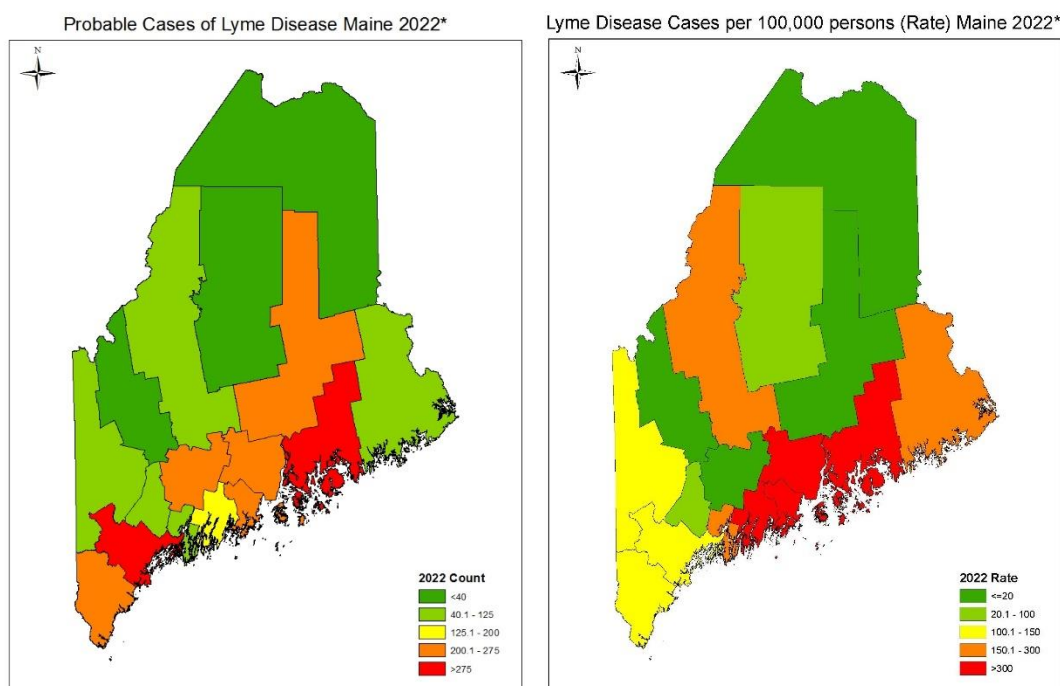 Probable Cases of Lyme Disease Maine 2022*
N
2022 Count
<40
40.1 - 125
125.1 - 200
200.1 - 275
>275
Lyme Disease Cases per 100,000 persons (Rate) Maine 2022*
N
2022 Rate
<=20
20.1 - 100
100.1 - 150
150.1 - 300
>300